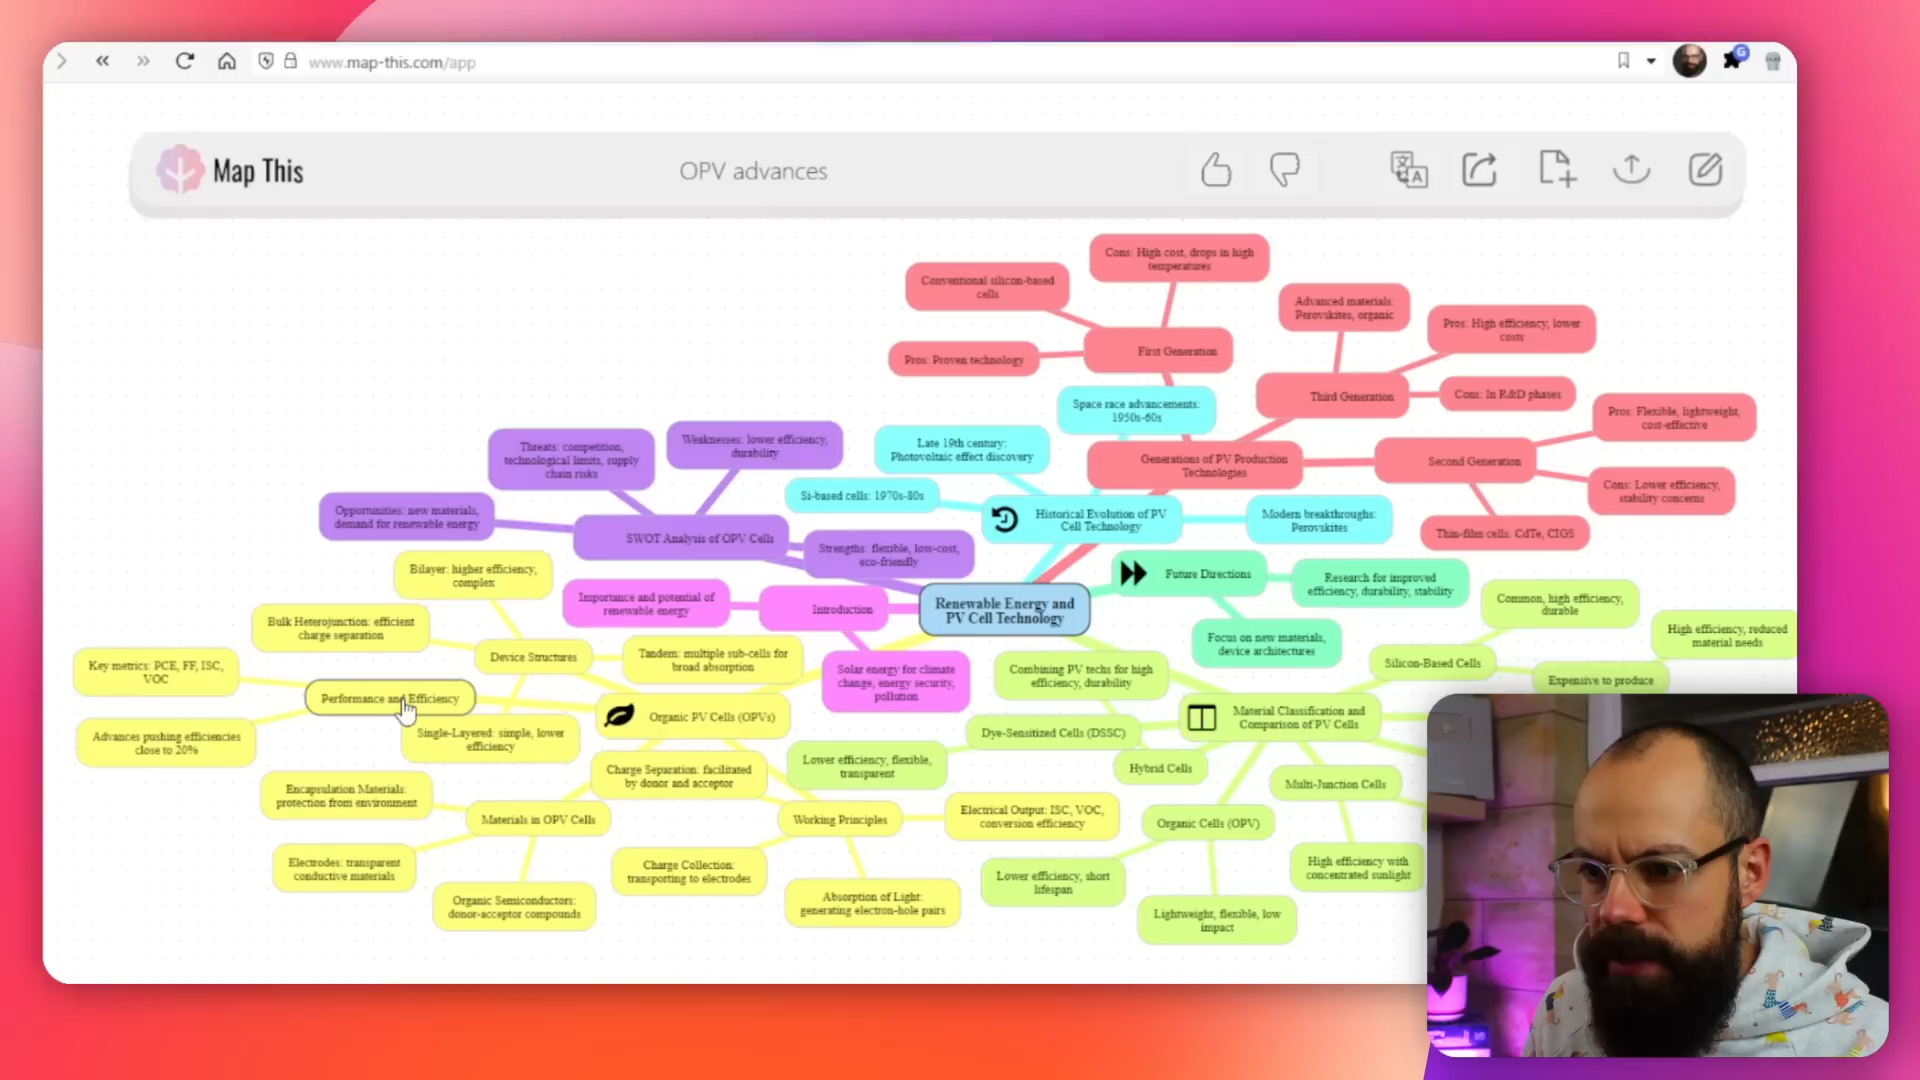 www.map-this.com/app
G
Map This
OPV advances
Cons: High cost, drops in high
temperatures
Conventional silicon-based
cells
Advanced materials:
Perovskites, organic
Pros: High efficiency, lower
costs
First Generation
Pros: Proven technology
Third Generation
Cons: In R&D phases
Space race advancements:
1950s-60s
Pros: Flexible, lightweight,
cost-effective
Threats: competition,
technological limits, supply
chain risks
Weaknesses: lower efficiency,
durability
Late 19th century:
Photovoltaic effect discovery
Generations of PV Production
Technologies
Second Generation
Si-based cells: 1970s-80s
Cons: Lower efficiency,
stability concerns
Opportunities: new materials,
demand for renewable energy
Historical Evolution of PV
Cell Technology
Modern breakthroughs:
Perovskites
Thin-film cells: CdTe, CIGS
SWOT Analysis of OPV Cells
Strengths: flexible, low-cost,
eco-friendly
Bilayer: higher efficiency,
complex
Future Directions
Research for improved
efficiency, durability, stability
Importance and potential of
renewable energy
Introduction
Renewable Energy and
PV Cell Technology
Common, high efficiency,
durable
Bulk Heterojunction: efficient
charge separation
Focus on new materials,
device architectures
High efficiency, reduced
material needs
Key metrics: PCE, FF, ISC,
VOC
Device Structures
Tandem: multiple sub-cells for
broad absorption
Solar energy for climate
change, energy security,
pollution
Combining PV techs for high
efficiency, durability
Silicon-Based Cells
Expensive to produce
Performance and Efficiency
Organic PV Cells (OPVs)
Material Classification and
Comparison of PV Cells
Advances pushing efficiencies
close to 20%
Single-Layered: simple, lower
efficiency
Dye-Sensitized Cells (DSSC)
Lower efficiency, flexible,
transparent
Hybrid Cells
Charge Separation: facilitated
by donor and acceptor
Multi-Junction Cells
Encapsulation Materials:
protection from environment
Materials in OPV Cells
Working Principles
Electrical Output: ISC, VOC,
conversion efficiency
Organic Cells (OPV)
Electrodes: transparent
conductive materials
Charge Collection:
transporting to electrodes
High efficiency with
concentrated sunlight
Lower efficiency, short
lifespan
Organic Semiconductors:
donor-acceptor compounds
Absorption of Light:
generating electron-hole pairs
Lightweight, flexible, low
impact